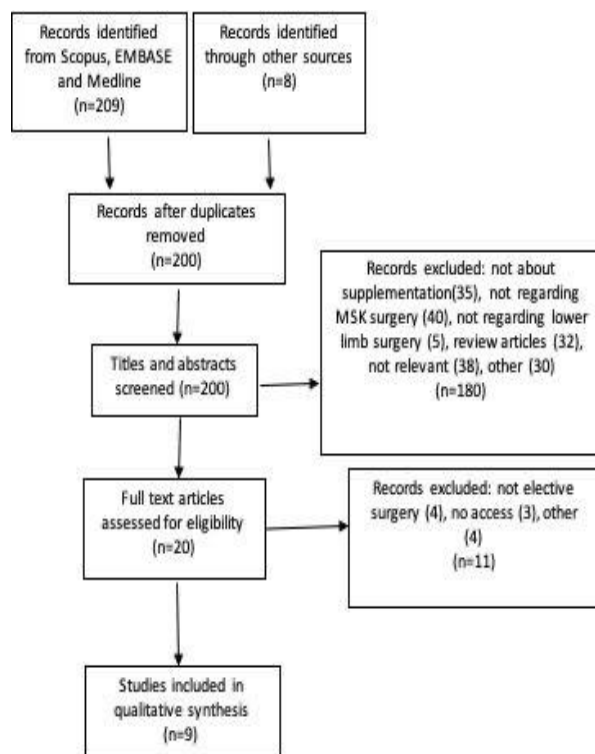 Records identified
from Scopus, EMBASE
and Medline
(n=209)
Records identified
through other sources
(n=8)
Records after duplicates
removed
(n=200)
Records excluded: not about
supplementation(35), not regarding
MSK surgery (40), not regarding lower
limb surgery (5), review articles (32),
not relevant (38), other (30)
(n=180)
Titles and abstracts
screened (n=200)
Full text articles
assessed for eligibility
(n=20)
Records excluded: not elective
surgery (4), no access (3), other
(4)
(n=11)
Studies included in
qualitative synthesis
(n=9)